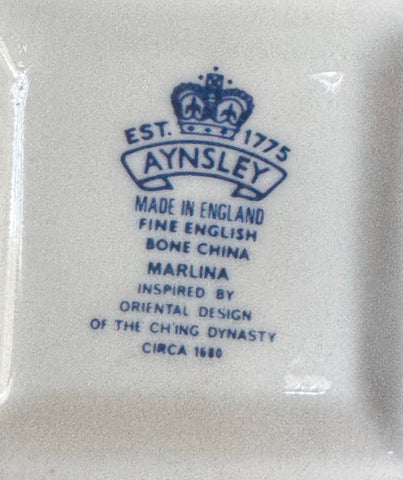 EST. 1775
AYNSLEY
MADE IN ENGLAND
FINE ENGLISH
BONE CHINA
MARLINA
INSPIRED BY
ORIENTAL DESIGN
OF THE CH'ING DYNASTY
CIRCA 1680